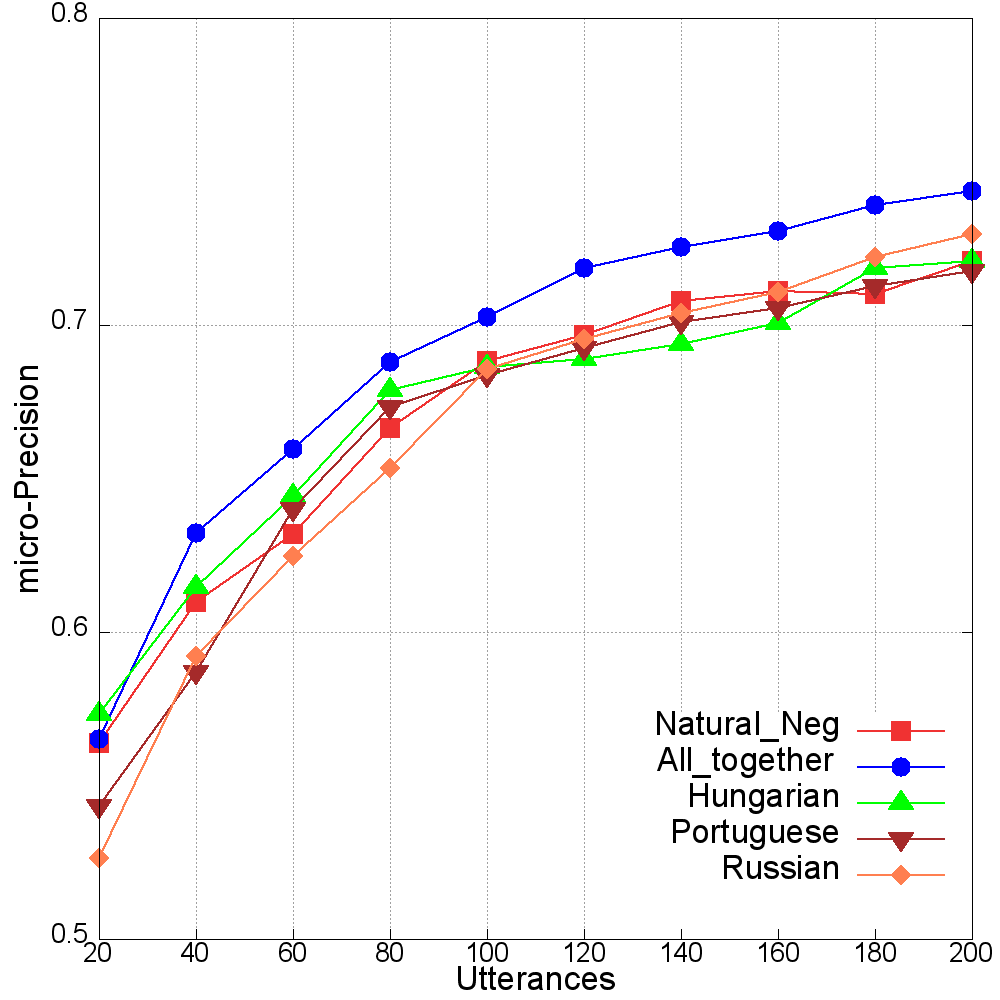 0.8
0.7
0.6
0.5
micro-Precision
Natural_Neg
All_together
Hungarian
Portuguese
Russian
20 40 60 80 100 120 140 160 180 200
Utterances